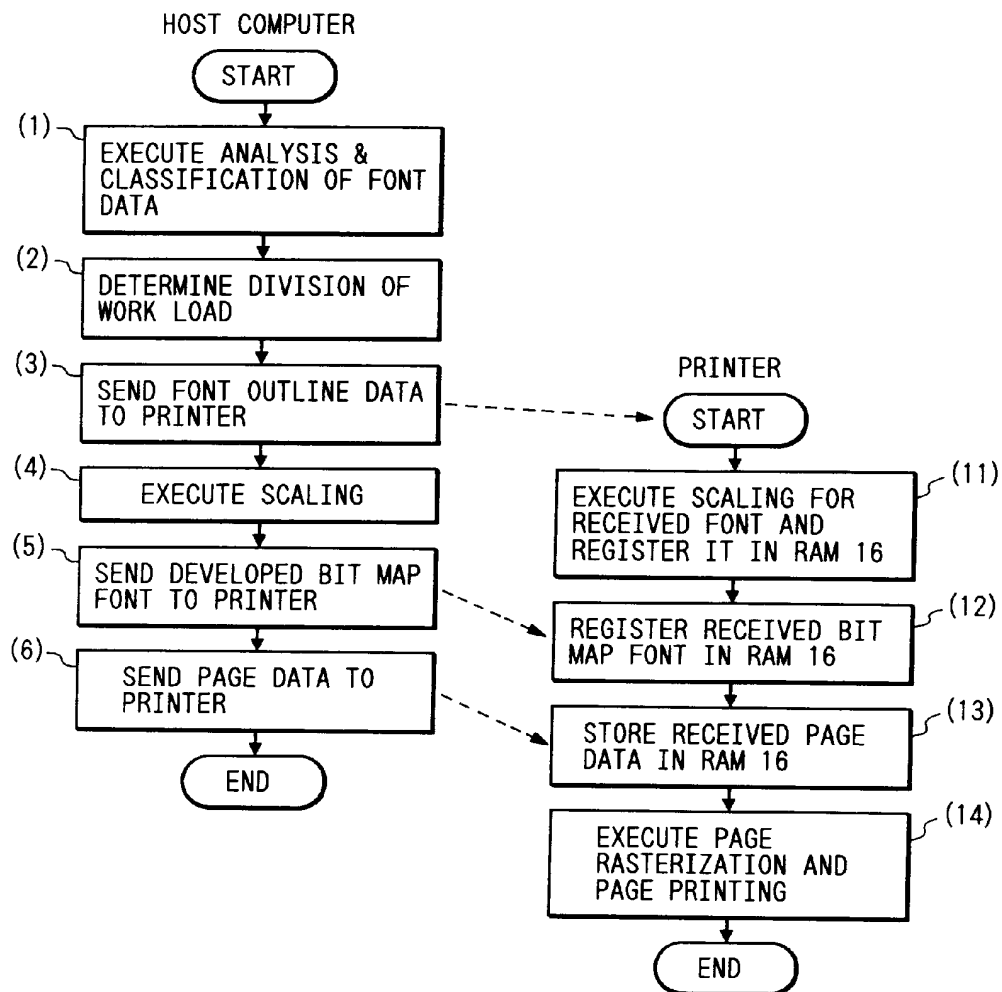 HOST COMPUTER
START
(1)
EXECUTE ANALYSIS &
CLASSIFICATION OF FONT
DATA
(2)
DETERMINE DIVISION OF
WORK LOAD
(3)
SEND FONT OUTLINE DATA
TO PRINTER
(4)
EXECUTE SCALING
(5)
SEND DEVELOPED BIT MAP
FONT TO PRINTER
(6)
SEND PAGE DATA TO
PRINTER
END
PRINTER
START
(11)
EXECUTE SCALING FOR
RECEIVED FONT AND
REGISTER IT IN RAM 16
(12)
REGISTER RECEIVED BIT
MAP FONT IN RAM 16
(13)
STORE RECEIVED PAGE
DATA IN RAM 16
(14)
EXECUTE PAGE
RASTERIZATION AND
PAGE PRINTING
END